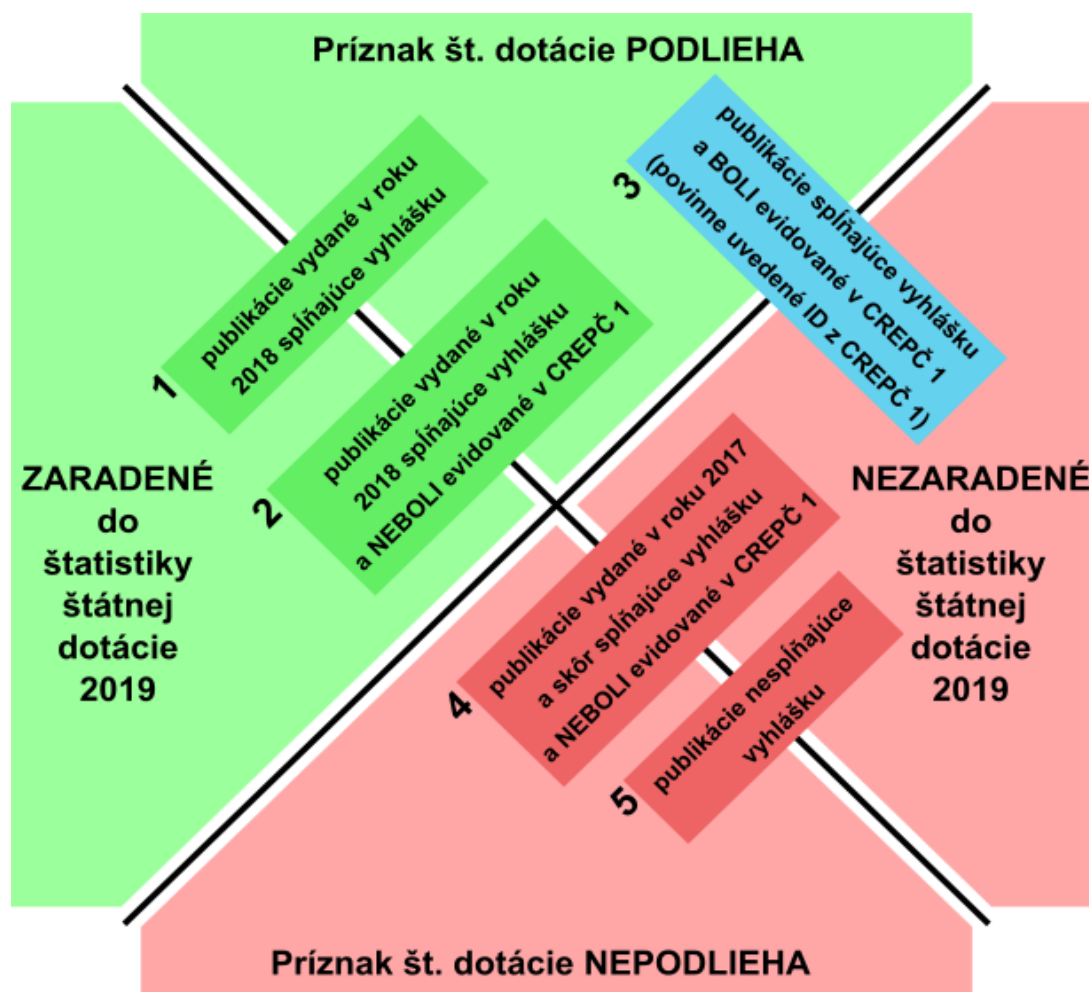 Príznak št. dotácie PODLIEHA
1
publikácie vydané v roku
2018 spĺňajúce vyhlášku
2
publikácie vydané v roku
2018 spĺňajúce vyhlášku
a NEBOLI evidované v CREPČ 1
3
publikácie spĺňajúce vyhlášku
a BOLI evidované v CREPČ 1
(povinne uvedené ID z CREPČ 1)
ZARADENÉ
do
štatistiky
štátnej
dotácie
2019
4
publikácie vydané v roku 2017
a skôr spĺňajúce vyhlášku
a NEBOLI evidované v CREPČ 1
5
publikácie nespĺňajúce
vyhlášku
NEZARADENÉ
do
štatistiky
štátnej
dotácie
2019
Príznak št. dotácie NEPODLIEHA